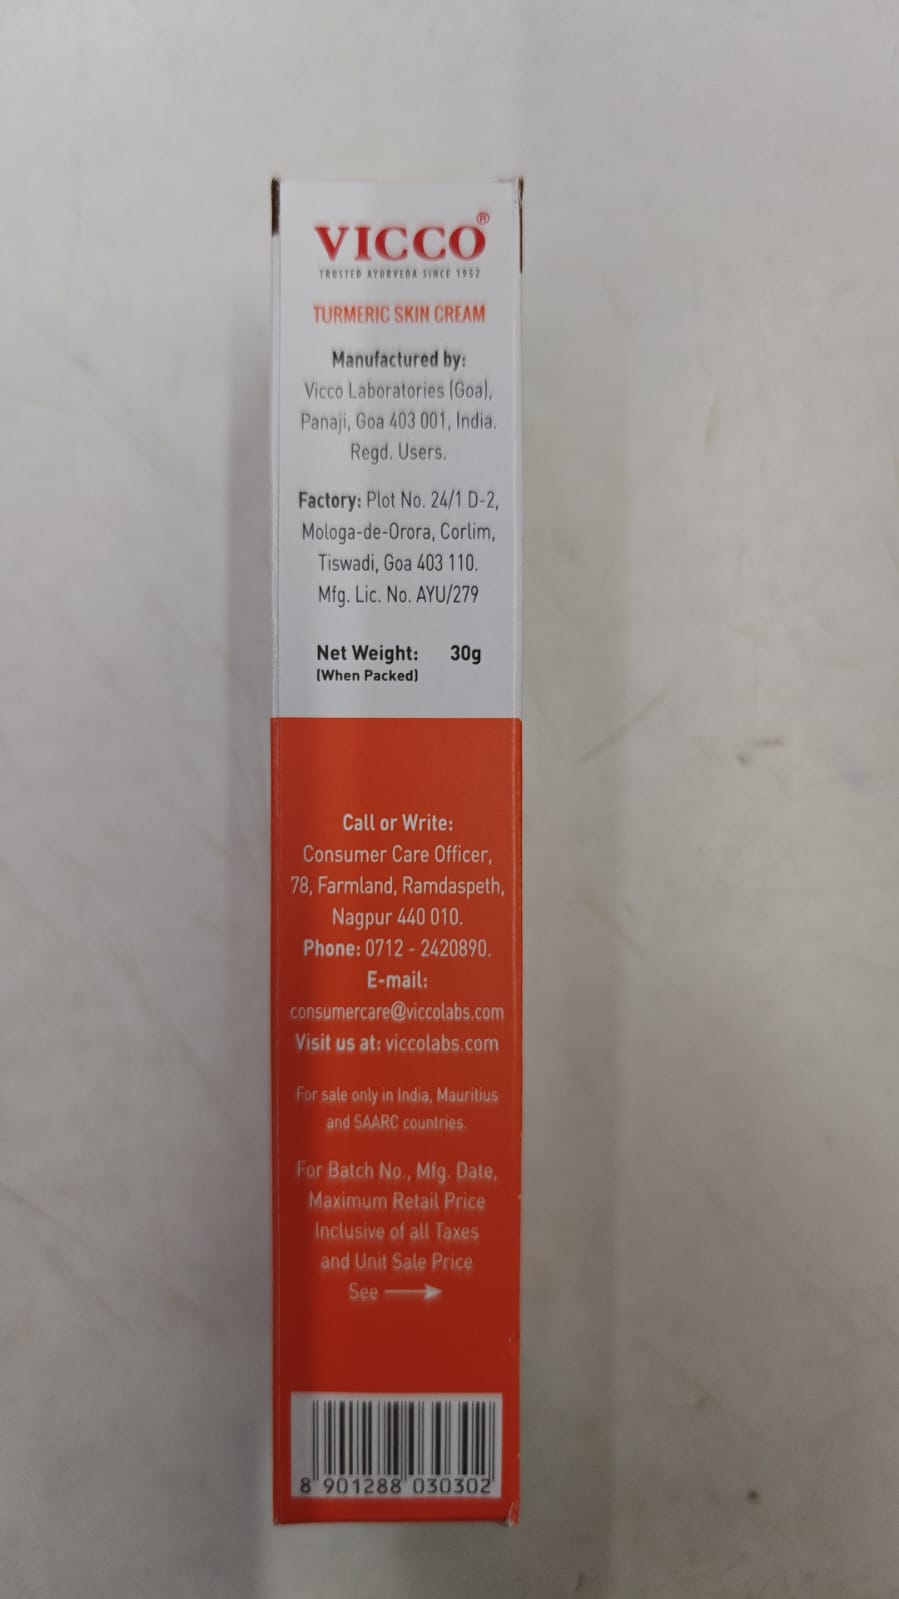 VICCO®
TRUSTED AYURVEDA SINCE 1952
TURMERIC SKIN CREAM
Manufactured by:
Vicco Laboratories (Goa),
Panaji, Goa 403 001, India.
Regd. Users.
Factory: Plot No. 24/1 D-2,
Mologa-de-Orora, Corlim,
Tiswadi, Goa 403 110.
Mfg. Lic. No. AYU/279
Net Weight: 30g
(When Packed)
Call or Write:
Consumer Care Officer,
78, Farmland, Ramdaspeth,
Nagpur 440 010.
Phone: 0712 - 2420890.
E-mail:
consumercare@viccolabs.com
Visit us at: viccolabs.com
For sale only in India, Mauritius
and SAARC countries.
For Batch No., Mfg. Date,
Maximum Retail Price
Inclusive of all Taxes
and Unit Sale Price
See →
8 901288 030302